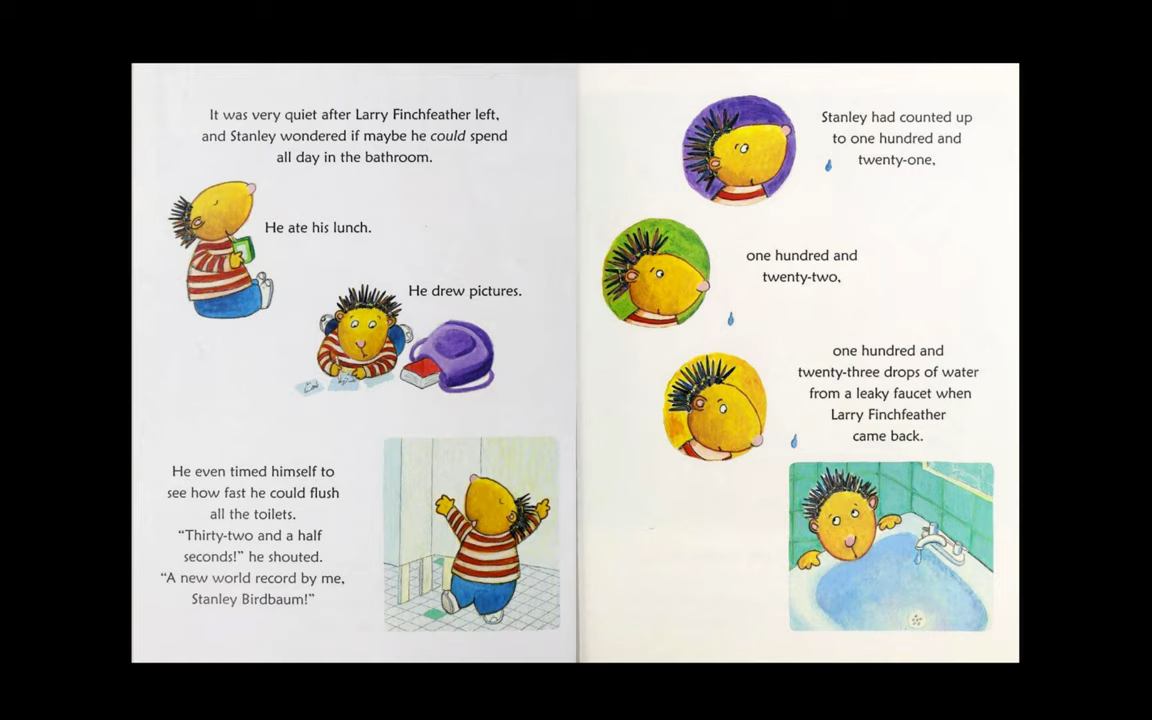 It was very quiet after Larry Finchfeather left,
and Stanley wondered if maybe he could spend
all day in the bathroom.
He ate his lunch.
He drew pictures.
He even timed himself to
see how fast he could flush
all the toilets.
“Thirty-two and a half
seconds!” he shouted.
“A new world record by me,
Stanley Birdbaum!”
Stanley had counted up
to one hundred and
twenty-one,
one hundred and
twenty-two,
one hundred and
twenty-three drops of water
from a leaky faucet when
Larry Finchfeather
came back.